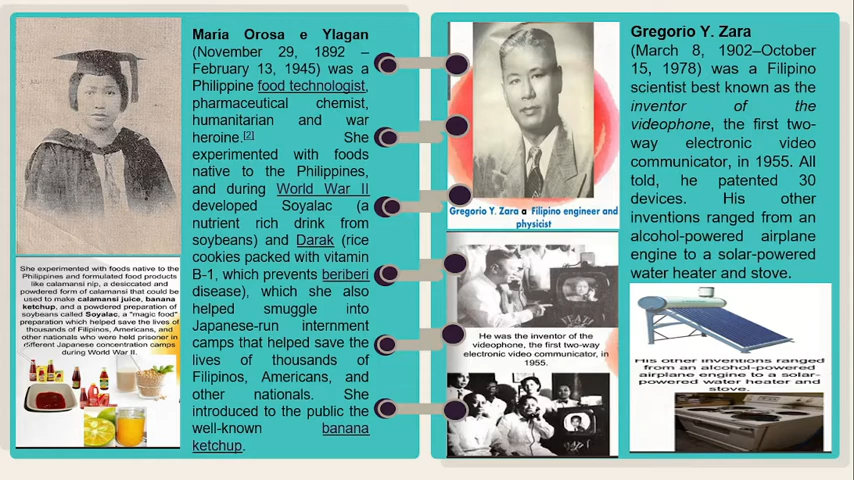 Maria Orosa e Ylagan
(November 29, 1892 –
February 13, 1945) was a
Philippine food technologist,
pharmaceutical chemist,
humanitarian and war
heroine.[2] She
experimented with foods
native to the Philippines,
and during World War II
developed Soyalac (a
nutrient rich drink from
soybeans) and Darak (rice
cookies packed with vitamin
B-1, which prevents beriberi
disease), which she also
helped smuggle into
Japanese-run internment
camps that helped save the
lives of thousands of
Filipinos, Americans, and
other nationals. She
introduced to the public the
well-known banana
ketchup.
She experimented with foods native to the
Philippines and formulated food products
like calamansi nip, a desiccated and
powdered form of calamansi that could be
used to make calamansi juice, banana
ketchup, and a powdered preparation of
soybeans called Soyalac, a "magic food"
preparation which helped save the lives of
thousands of Filipinos, Americans, and
other nationals who were held prisoner in
different Japanese concentration camps
during World War II.
Gregorio Y. Zara a Filipino engineer and
physicist
He was the inventor of the
videophone, the first two-way
electronic video communicator, in
1955.
Gregorio Y. Zara
(March 8, 1902–October
15, 1978) was a Filipino
scientist best known as the
inventor of the
videophone, the first two-
way electronic video
communicator, in 1955. All
told, he patented 30
devices. His other
inventions ranged from an
alcohol-powered airplane
engine to a solar-powered
water heater and stove.
His other inventions ranged
from an alcohol-powered
airplane engine to a solar-
powered water heater and
stove.